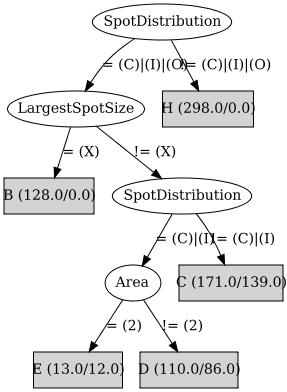 SpotDistribution
= (C)|(I)|(O)
!= (C)|(I)|(O)
LargestSpotSize
H (298.0/0.0)
= (X)
!= (X)
B (128.0/0.0)
SpotDistribution
= (C)|(I)
!= (C)|(I)
Area
C (171.0/139.0)
= (2)
!= (2)
E (13.0/12.0)
D (110.0/86.0)